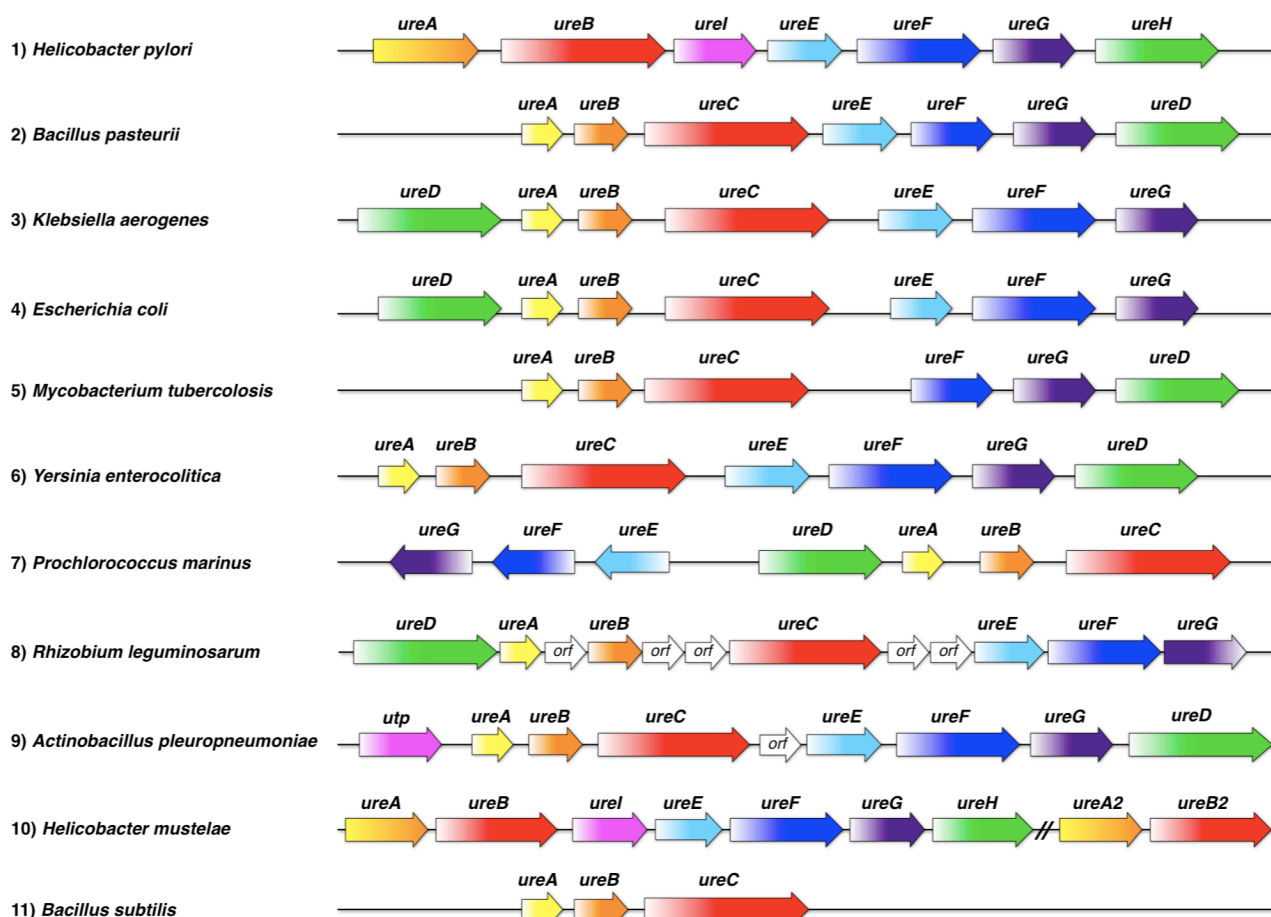 ureA ureB ureI ureE ureF ureG ureH
1) Helicobacter pylori
ureA ureB ureC ureE ureF ureG ureD
2) Bacillus pasteurii
ureD ureA ureB ureC ureE ureF ureG
3) Klebsiella aerogenes
ureD ureA ureB ureC ureE ureF ureG
4) Escherichia coli
ureA ureB ureC ureF ureG ureD
5) Mycobacterium tubercolosis
ureA ureB ureC ureE ureF ureG ureD
6) Yersinia enterocolitica
ureG ureF ureE ureD ureA ureB ureC
7) Prochlorococcus marinus
ureD ureA ureB ureC ureE ureF ureG
8) Rhizobium leguminosarum orf orf orf orf orf
utp ureA ureB ureC ureE ureF ureG ureD
9) Actinobacillus pleuropneumoniae orf
ureA ureB ureI ureE ureF ureG ureH ureA2 ureB2
10) Helicobacter mustelae //
ureA ureB ureC
11) Bacillus subtilis